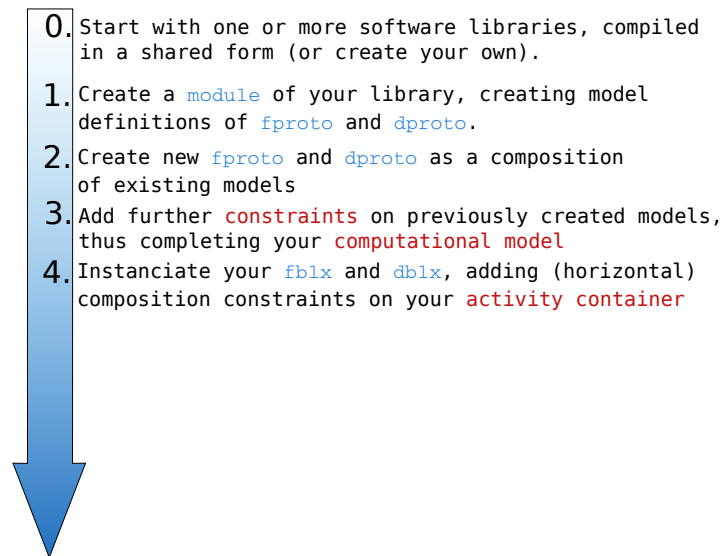 0. Start with one or more software libraries, compiled
in a shared form (or create your own).
1. Create a module of your library, creating model
definitions of fproto and dproto.
2. Create new fproto and dproto as a composition
of existing models
3. Add further constraints on previously created models,
thus completing your computational model
4. Instanciate your fblx and dblx, adding (horizontal)
composition constraints on your activity container